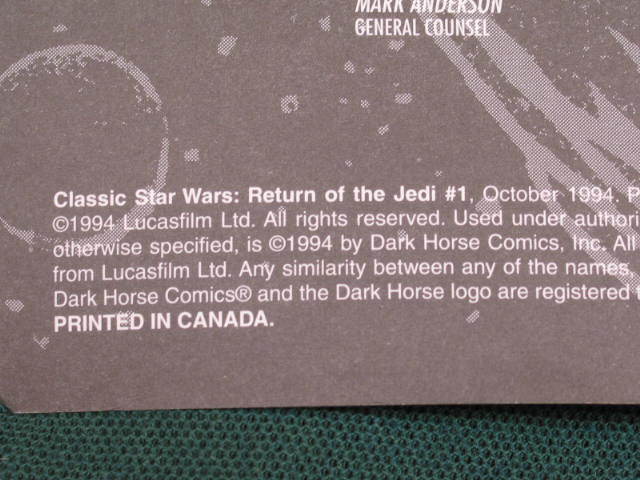 MARK ANDERSON
GENERAL COUNSEL
Classic Star Wars: Return of the Jedi #1, October 1994. P
©1994 Lucasfilm Ltd. All rights reserved. Used under authori
otherwise specified, is ©1994 by Dark Horse Comics, Inc. All
from Lucasfilm Ltd. Any similarity between any of the names,
Dark Horse Comics® and the Dark Horse logo are registered t
PRINTED IN CANADA.